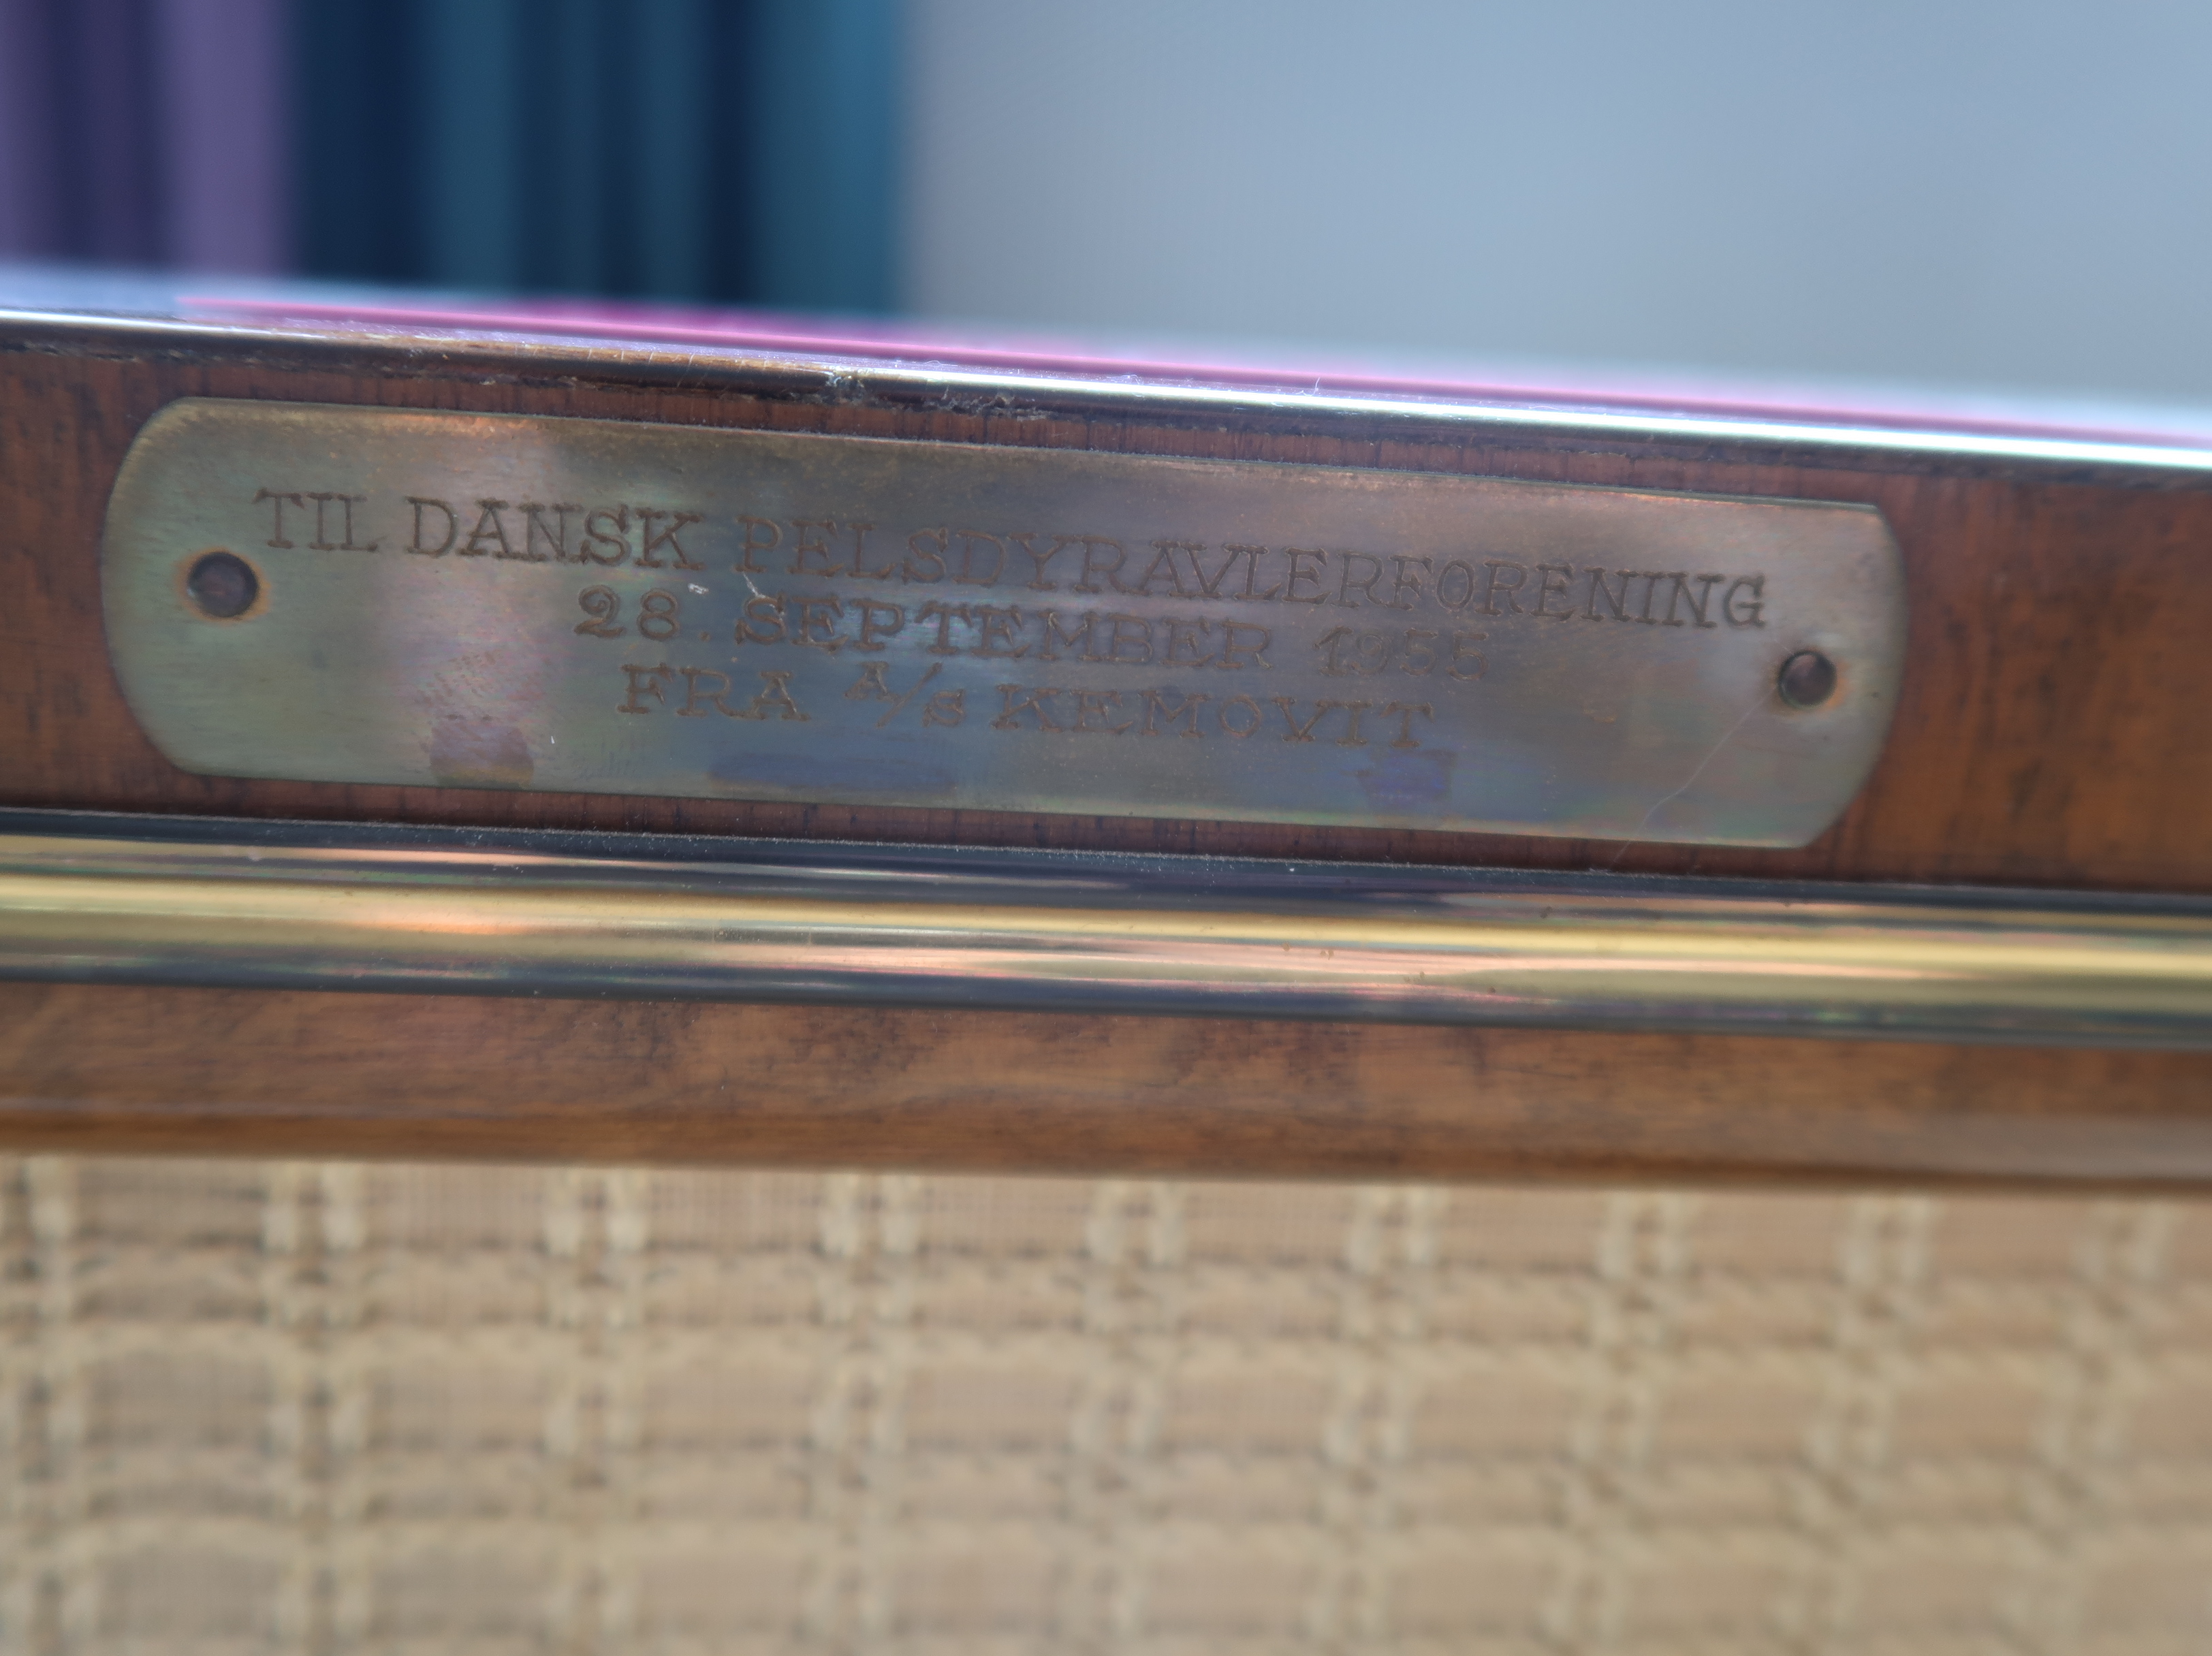 TIL DANSK PELSDYRAVLERFORENING
28. SEPTEMBER 1955
FRA A/S KEMOVIT